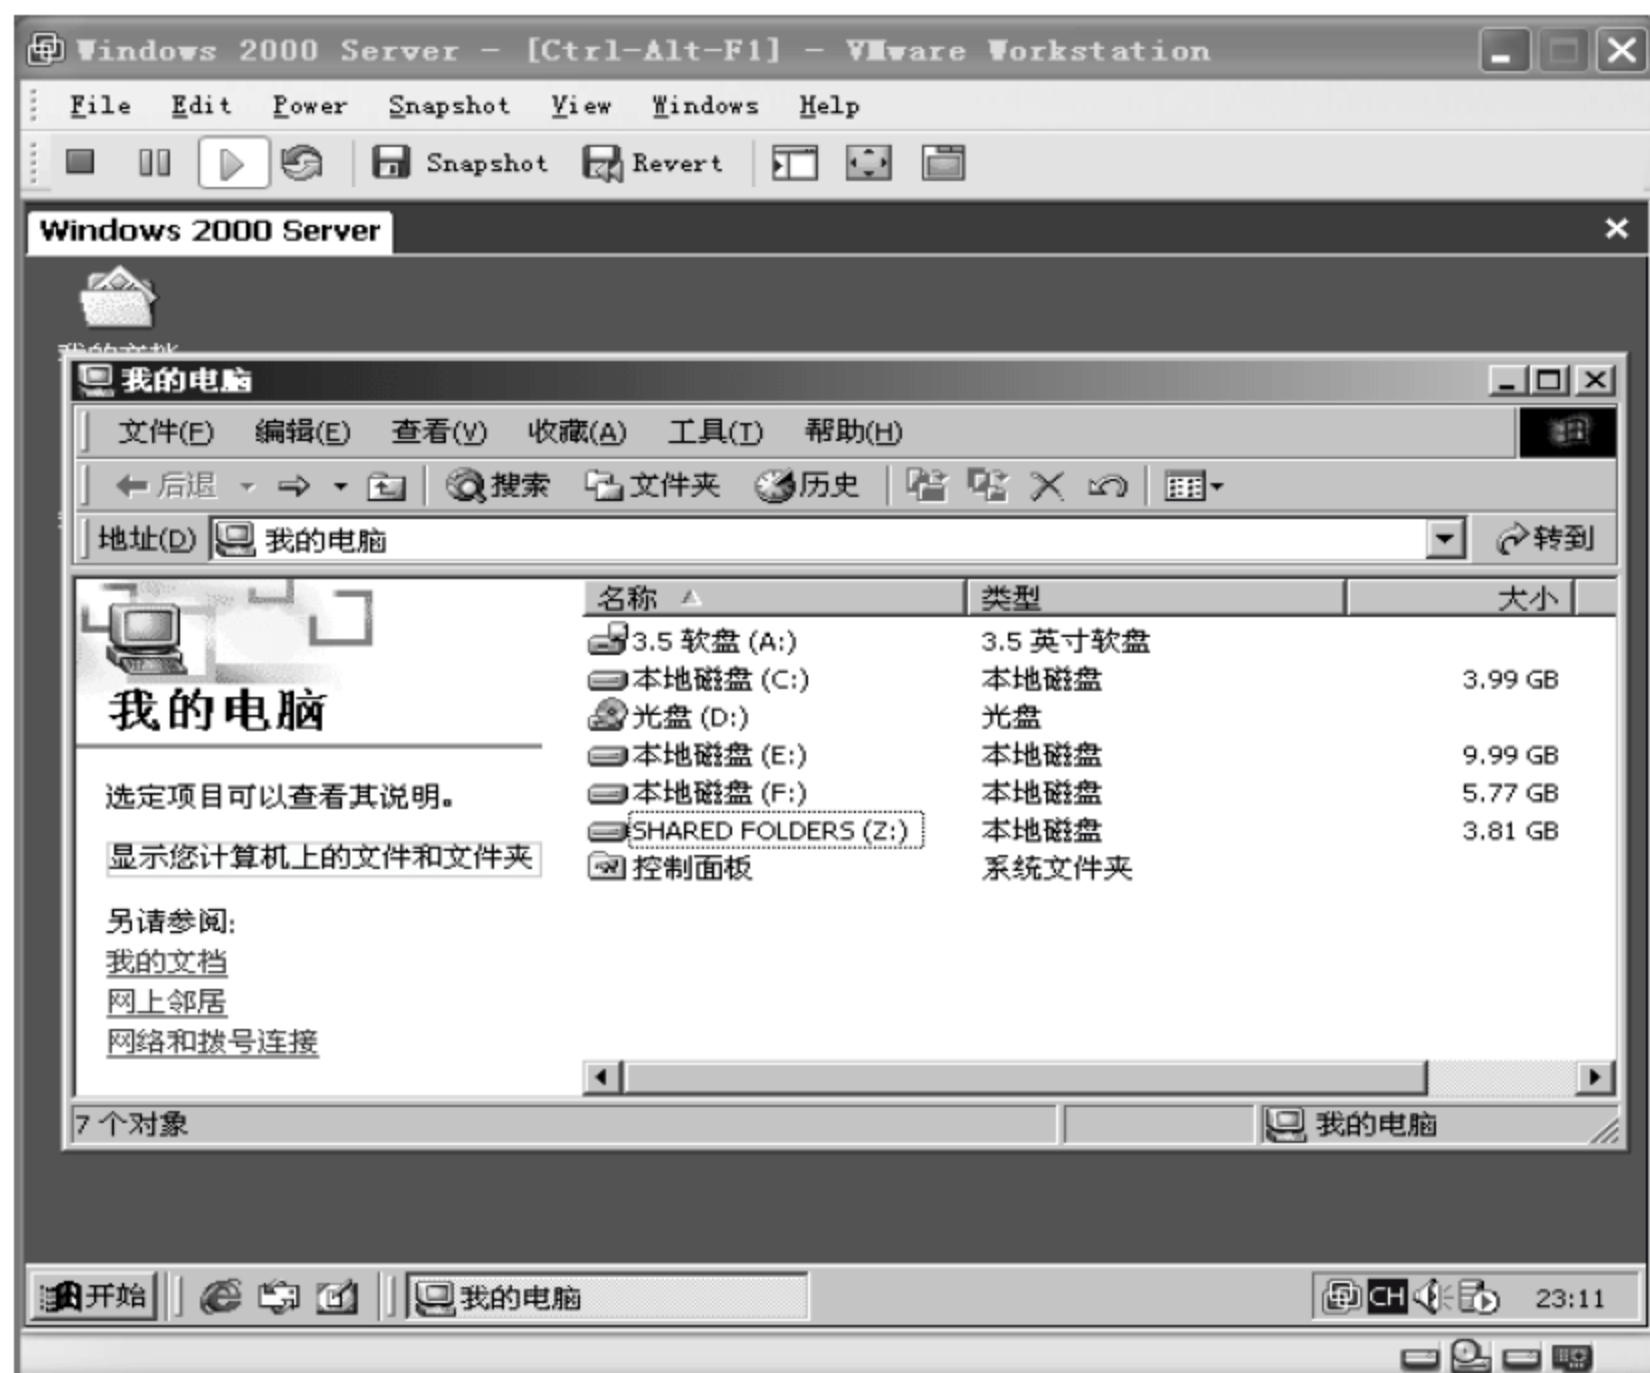 Windows 2000 Server - [Ctrl-Alt-F1] - VMware Workstation
File Edit Power Snapshot View Windows Help
Snapshot Revert
Windows 2000 Server
我的文档
我的电脑
文件(F) 编辑(E) 查看(V) 收藏(A) 工具(T) 帮助(H)
后退 搜索 文件夹 历史
地址(D) 我的电脑 转到
名称 类型 大小
3.5 软盘 (A:) 3.5 英寸软盘
本地磁盘 (C:) 本地磁盘 3.99 GB
光盘 (D:) 光盘
本地磁盘 (E:) 本地磁盘 9.99 GB
本地磁盘 (F:) 本地磁盘 5.77 GB
SHARED FOLDERS (Z:) 本地磁盘 3.81 GB
控制面板 系统文件夹
我的电脑
选定项目可以查看其说明。
显示您计算机上的文件和文件夹
另请参阅:
我的文档
网上邻居
网络和拨号连接
7 个对象 我的电脑
开始 我的电脑 CH 23:11